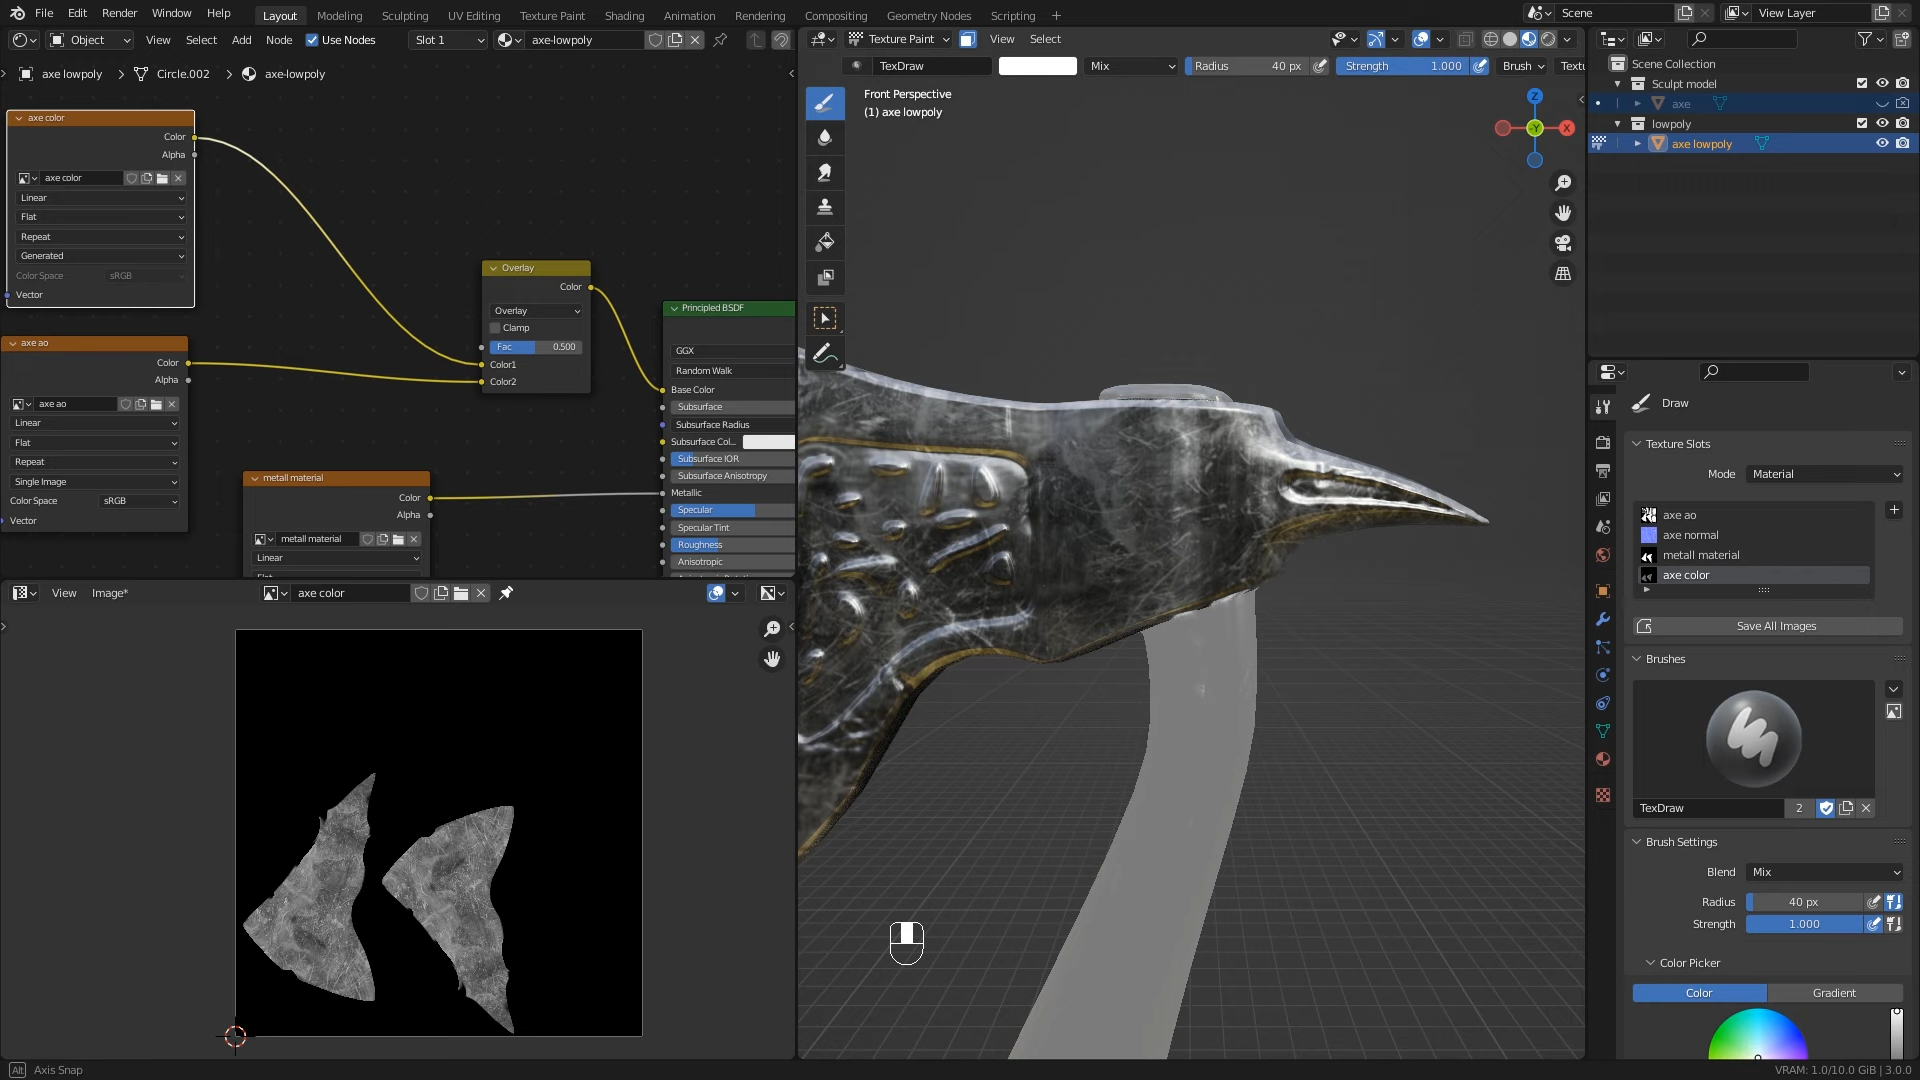 File Edit Render Window Help Layout Modeling Sculpting UV Editing Texture Paint Shading Animation Rendering Compositing Geometry Nodes Scripting + Scene View Layer
Object View Select Add Node Use Nodes Slot 1 axe-lowpoly
axe lowpoly Circle.002 axe-lowpoly
axe color
Color
Alpha
axe color
Linear
Flat
Repeat
Generated
Color Space sRGB
Vector
axe ao
Color
Alpha
axe ao
Linear
Flat
Repeat
Single Image
Color Space sRGB
Vector
Overlay
Color
Overlay
Clamp
Fac 0.500
Color1
Color2
metall material
Color
Alpha
metall material
Linear
Principled BSDF
GGX
Random Walk
Base Color
Subsurface
Subsurface Radius
Subsurface Col...
Subsurface IOR
Subsurface Anisotropy
Metallic
Specular
Specular Tint
Roughness
Anisotropic
View Image* axe color
Texture Paint View Select
TexDraw Mix Radius 40 px Strength 1.000 Brush Textu
Front Perspective
(1) axe lowpoly
Z
-Y
X
Scene Collection
Sculpt model
axe
lowpoly
axe lowpoly
Draw
Texture Slots
Mode Material
axe ao
axe normal
metall material
axe color
Save All Images
Brushes
TexDraw 2
Brush Settings
Blend Mix
Radius 40 px
Strength 1.000
Color Picker
Color Gradient
Alt Axis Snap VRAM: 1.0/10.0 GiB | 3.0.0